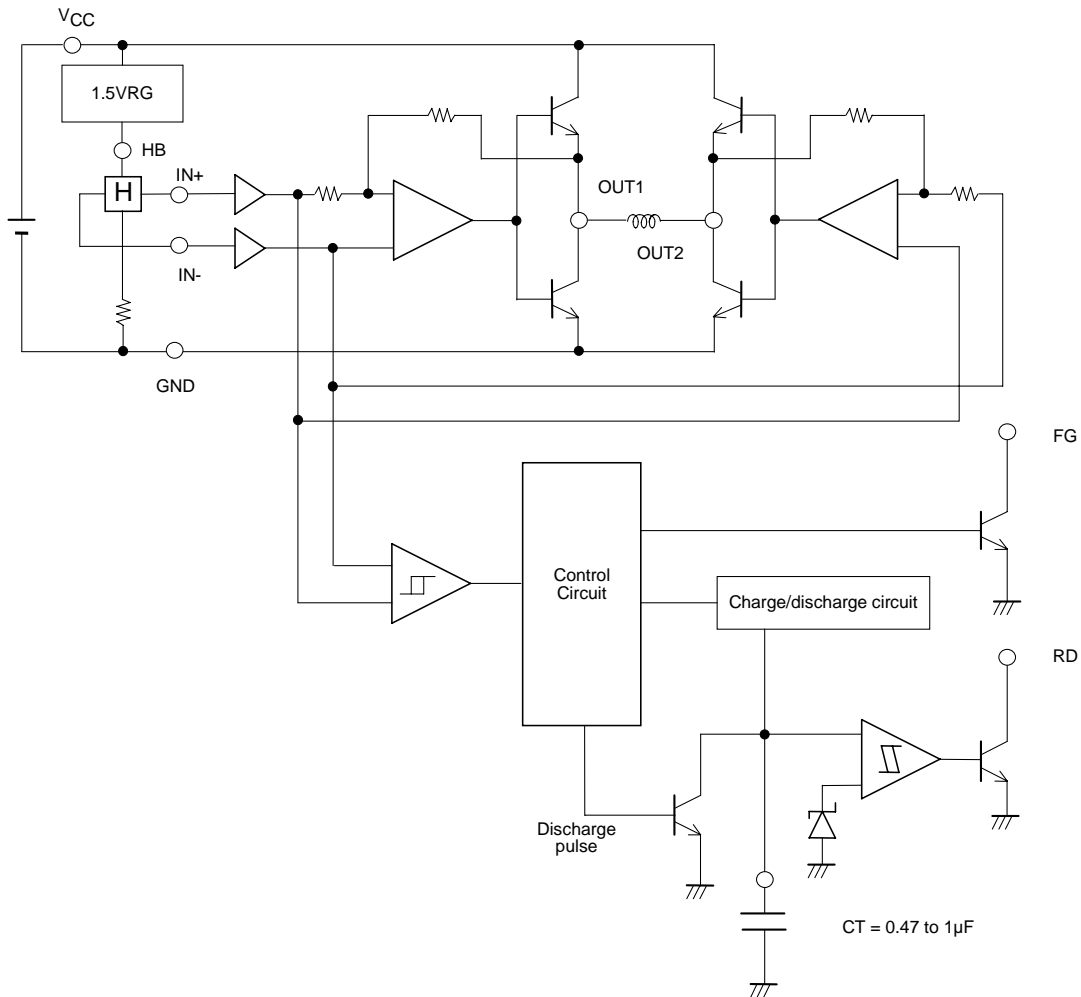 VCC
1.5VRG
HB
IN+
H
OUT1
OUT2
IN-
GND
FG
Control
Circuit
Charge/discharge circuit
RD
Discharge
pulse
CT = 0.47 to 1µF